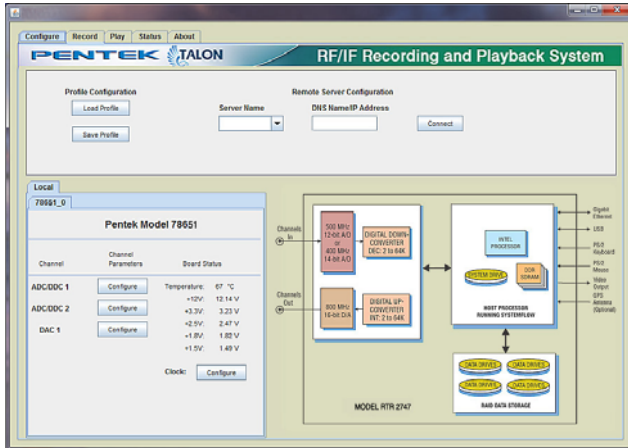 Configure Record Play Status About
PENTEK TALON RF/IF Recording and Playback System
Profile Configuration
Load Profile
Save Profile
Remote Server Configuration
Server Name
DNS Name/IP Address
Connect
Local
78651_0
Pentek Model 78651
Channel
Channel
Parameters
Board Status
ADC/DDC 1 Configure
ADC/DDC 2 Configure
DAC 1 Configure
Temperature: 67 °C
+12V: 12.14 V
+3.3V: 3.23 V
+2.5V: 2.47 V
+1.8V: 1.82 V
+1.5V: 1.49 V
Clock: Configure
Channels
In
500 MHz
12-bit A/D
or
400 MHz
14-bit A/D
DIGITAL DOWN-
CONVERTER
DEC: 2 to 64K
Channels
Out
800 MHz
16-bit D/A
DIGITAL UP-
CONVERTER
INT: 2 to 64K
INTEL
PROCESSOR
SYSTEM DRIVE
DDR
SDRAM
HOST PROCESSOR
RUNNING SYSTEMFLOW
Gigabit
Ethernet
USB
PS/2
Keyboard
PS/2
Mouse
Video
Output
GPS
Antenna
(Optional)
DATA DRIVES DATA DRIVES
DATA DRIVES DATA DRIVES
RAID DATA STORAGE
MODEL RTR 2747